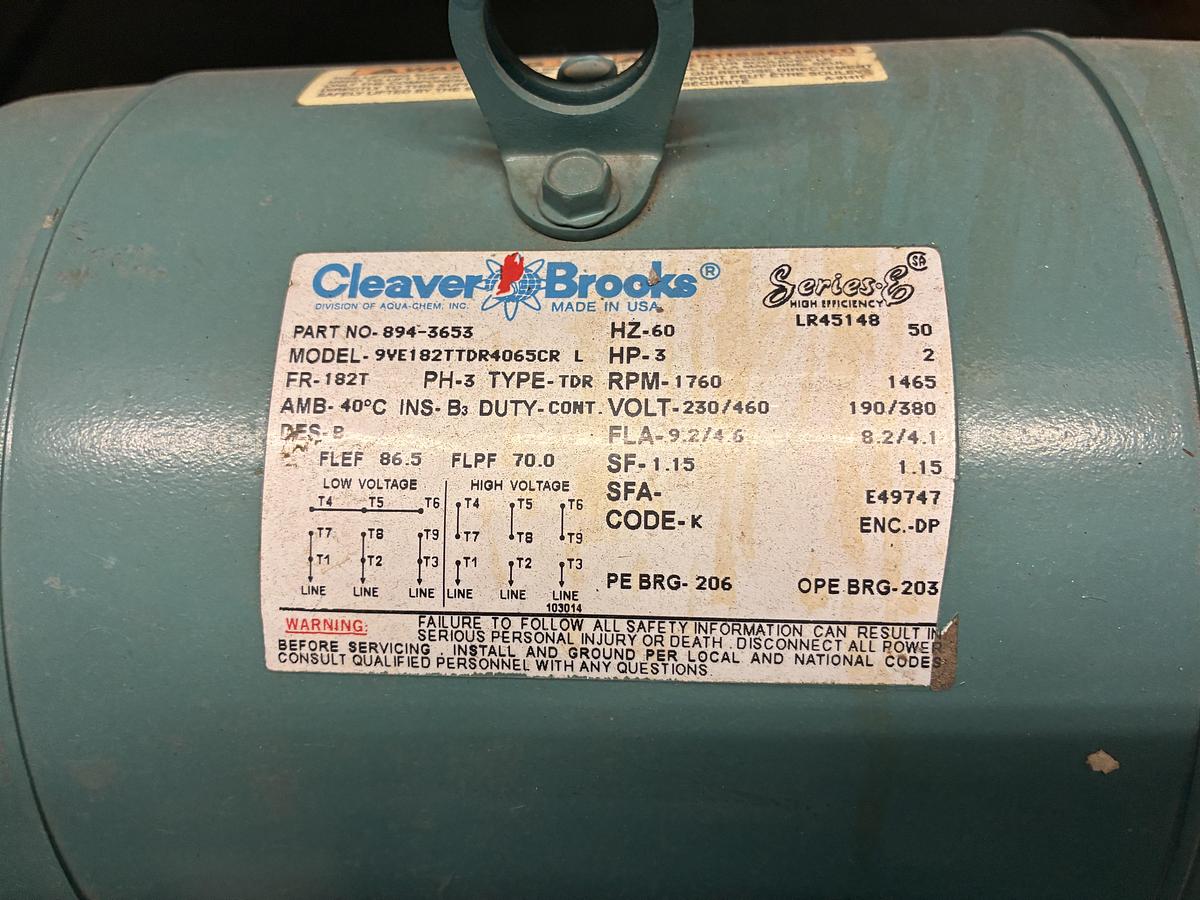 Cleaver Brooks®
DIVISION OF AQUA-CHEM, INC. MADE IN USA
Series-E SA
HIGH EFFICIENCY
LR45148
PART NO- 894-3653 HZ-60 50
MODEL- 9VE182TTDR4065CR L HP-3 2
FR-182T PH-3 TYPE-TDR RPM-1760 1465
AMB- 40°C INS- B3 DUTY-CONT. VOLT-230/460 190/380
DES-B FLA-9.2/4.6 8.2/4.1
FLEF 86.5 FLPF 70.0 SF-1.15 1.15
LOW VOLTAGE HIGH VOLTAGE SFA- E49747
T4 T5 T6 T4 T5 T6 CODE-K ENC.-DP
T7 T8 T9 T7 T8 T9
T1 T2 T3 T1 T2 T3 PE BRG- 206 OPE BRG-203
LINE LINE LINE LINE LINE LINE
103014
WARNING: FAILURE TO FOLLOW ALL SAFETY INFORMATION CAN RESULT IN
SERIOUS PERSONAL INJURY OR DEATH . DISCONNECT ALL POWER
BEFORE SERVICING . INSTALL AND GROUND PER LOCAL AND NATIONAL CODES
CONSULT QUALIFIED PERSONNEL WITH ANY QUESTIONS.